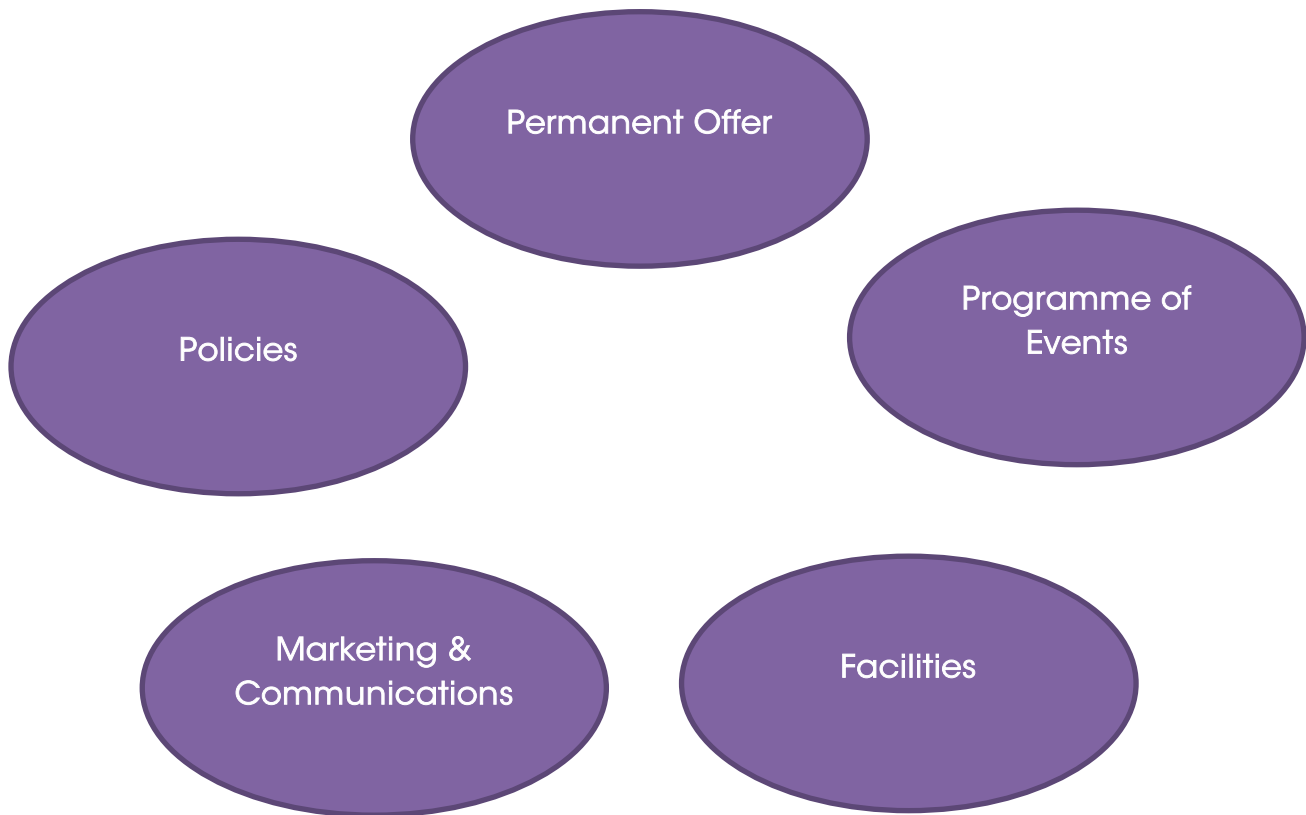 Permanent Offer
Programme of
Events
Policies
Marketing &
Communications
Facilities